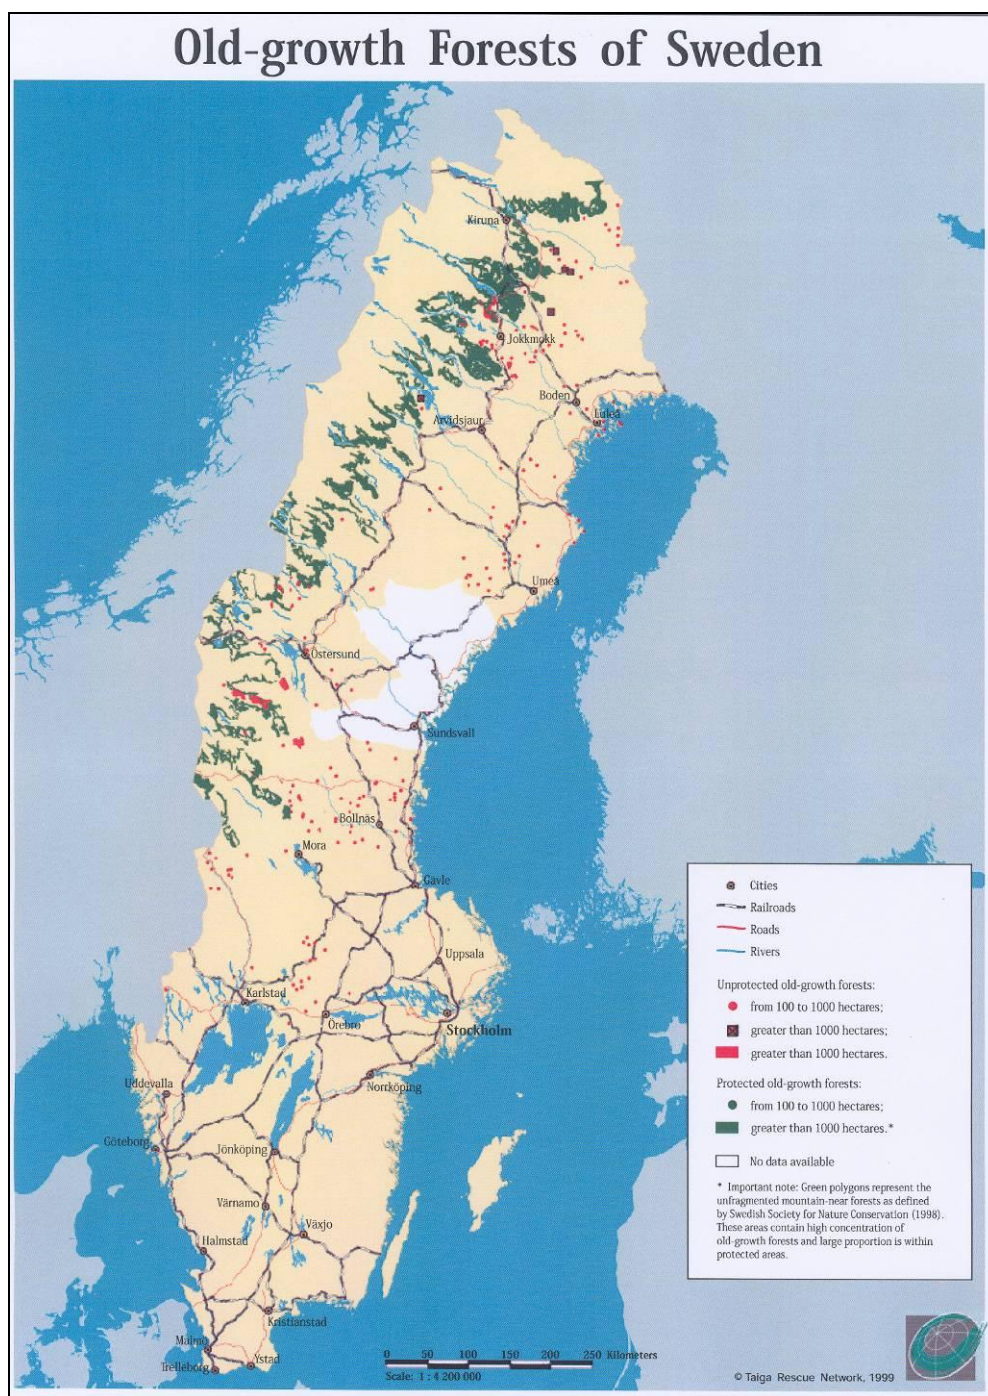 Old-growth Forests of Sweden
Kiruna
Jokkmokk
Boden
Luleå
Arvidsjaur
Umeå
Östersund
Sundsvall
Bollnäs
Mora
Gävle
Uppsala
Karlstad
Örebro
Stockholm
Norrköping
Uddevalla
Göteborg
Jönköping
Värnamo
Växjo
Halmstad
Kristianstad
Malmö
Ystad
Trelleborg
Cities
Railroads
Roads
Rivers
Unprotected old-growth forests:
from 100 to 1000 hectares;
greater than 1000 hectares;
greater than 1000 hectares.
Protected old-growth forests:
from 100 to 1000 hectares;
greater than 1000 hectares.*
No data available
* Important note: Green polygons represent the
unfragmented mountain-near forests as defined
by Swedish Society for Nature Conservation (1998).
These areas contain high concentration of
old-growth forests and large proportion is within
protected areas.
0 50 100 150 200 250 Kilometers
Scale: 1 : 4 200 000
© Taiga Rescue Network, 1999